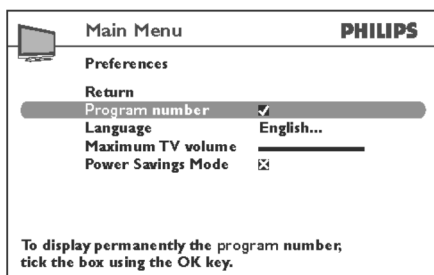 Main Menu PHILIPS
Preferences
Return
Program number
Language English...
Maximum TV volume
Power Savings Mode
To display permanently the program number,
tick the box using the OK key.